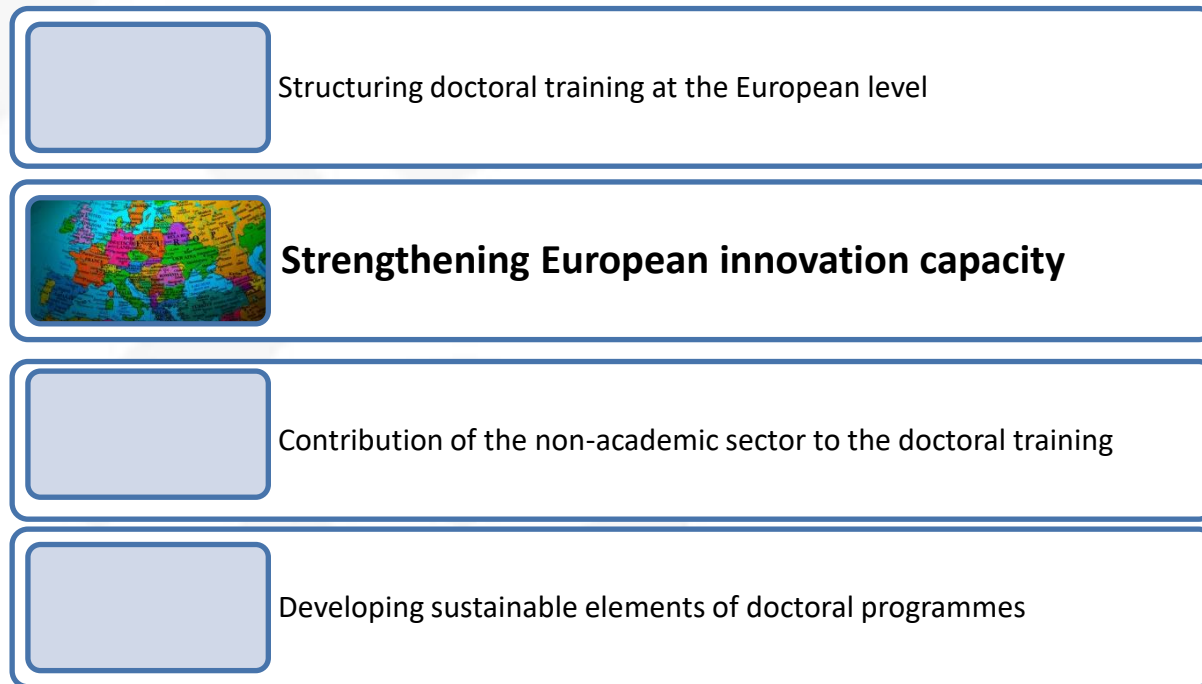 Structuring doctoral training at the European level
Strengthening European innovation capacity
Contribution of the non-academic sector to the doctoral training
Developing sustainable elements of doctoral programmes